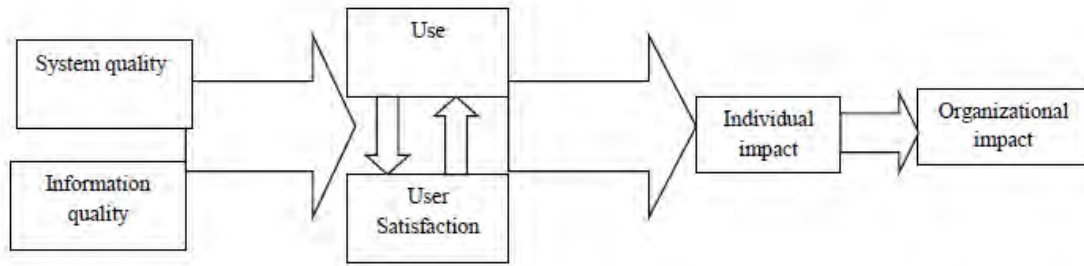 System quality
Information
quality
Use
User
Satisfaction
Individual
impact
Organizational
impact